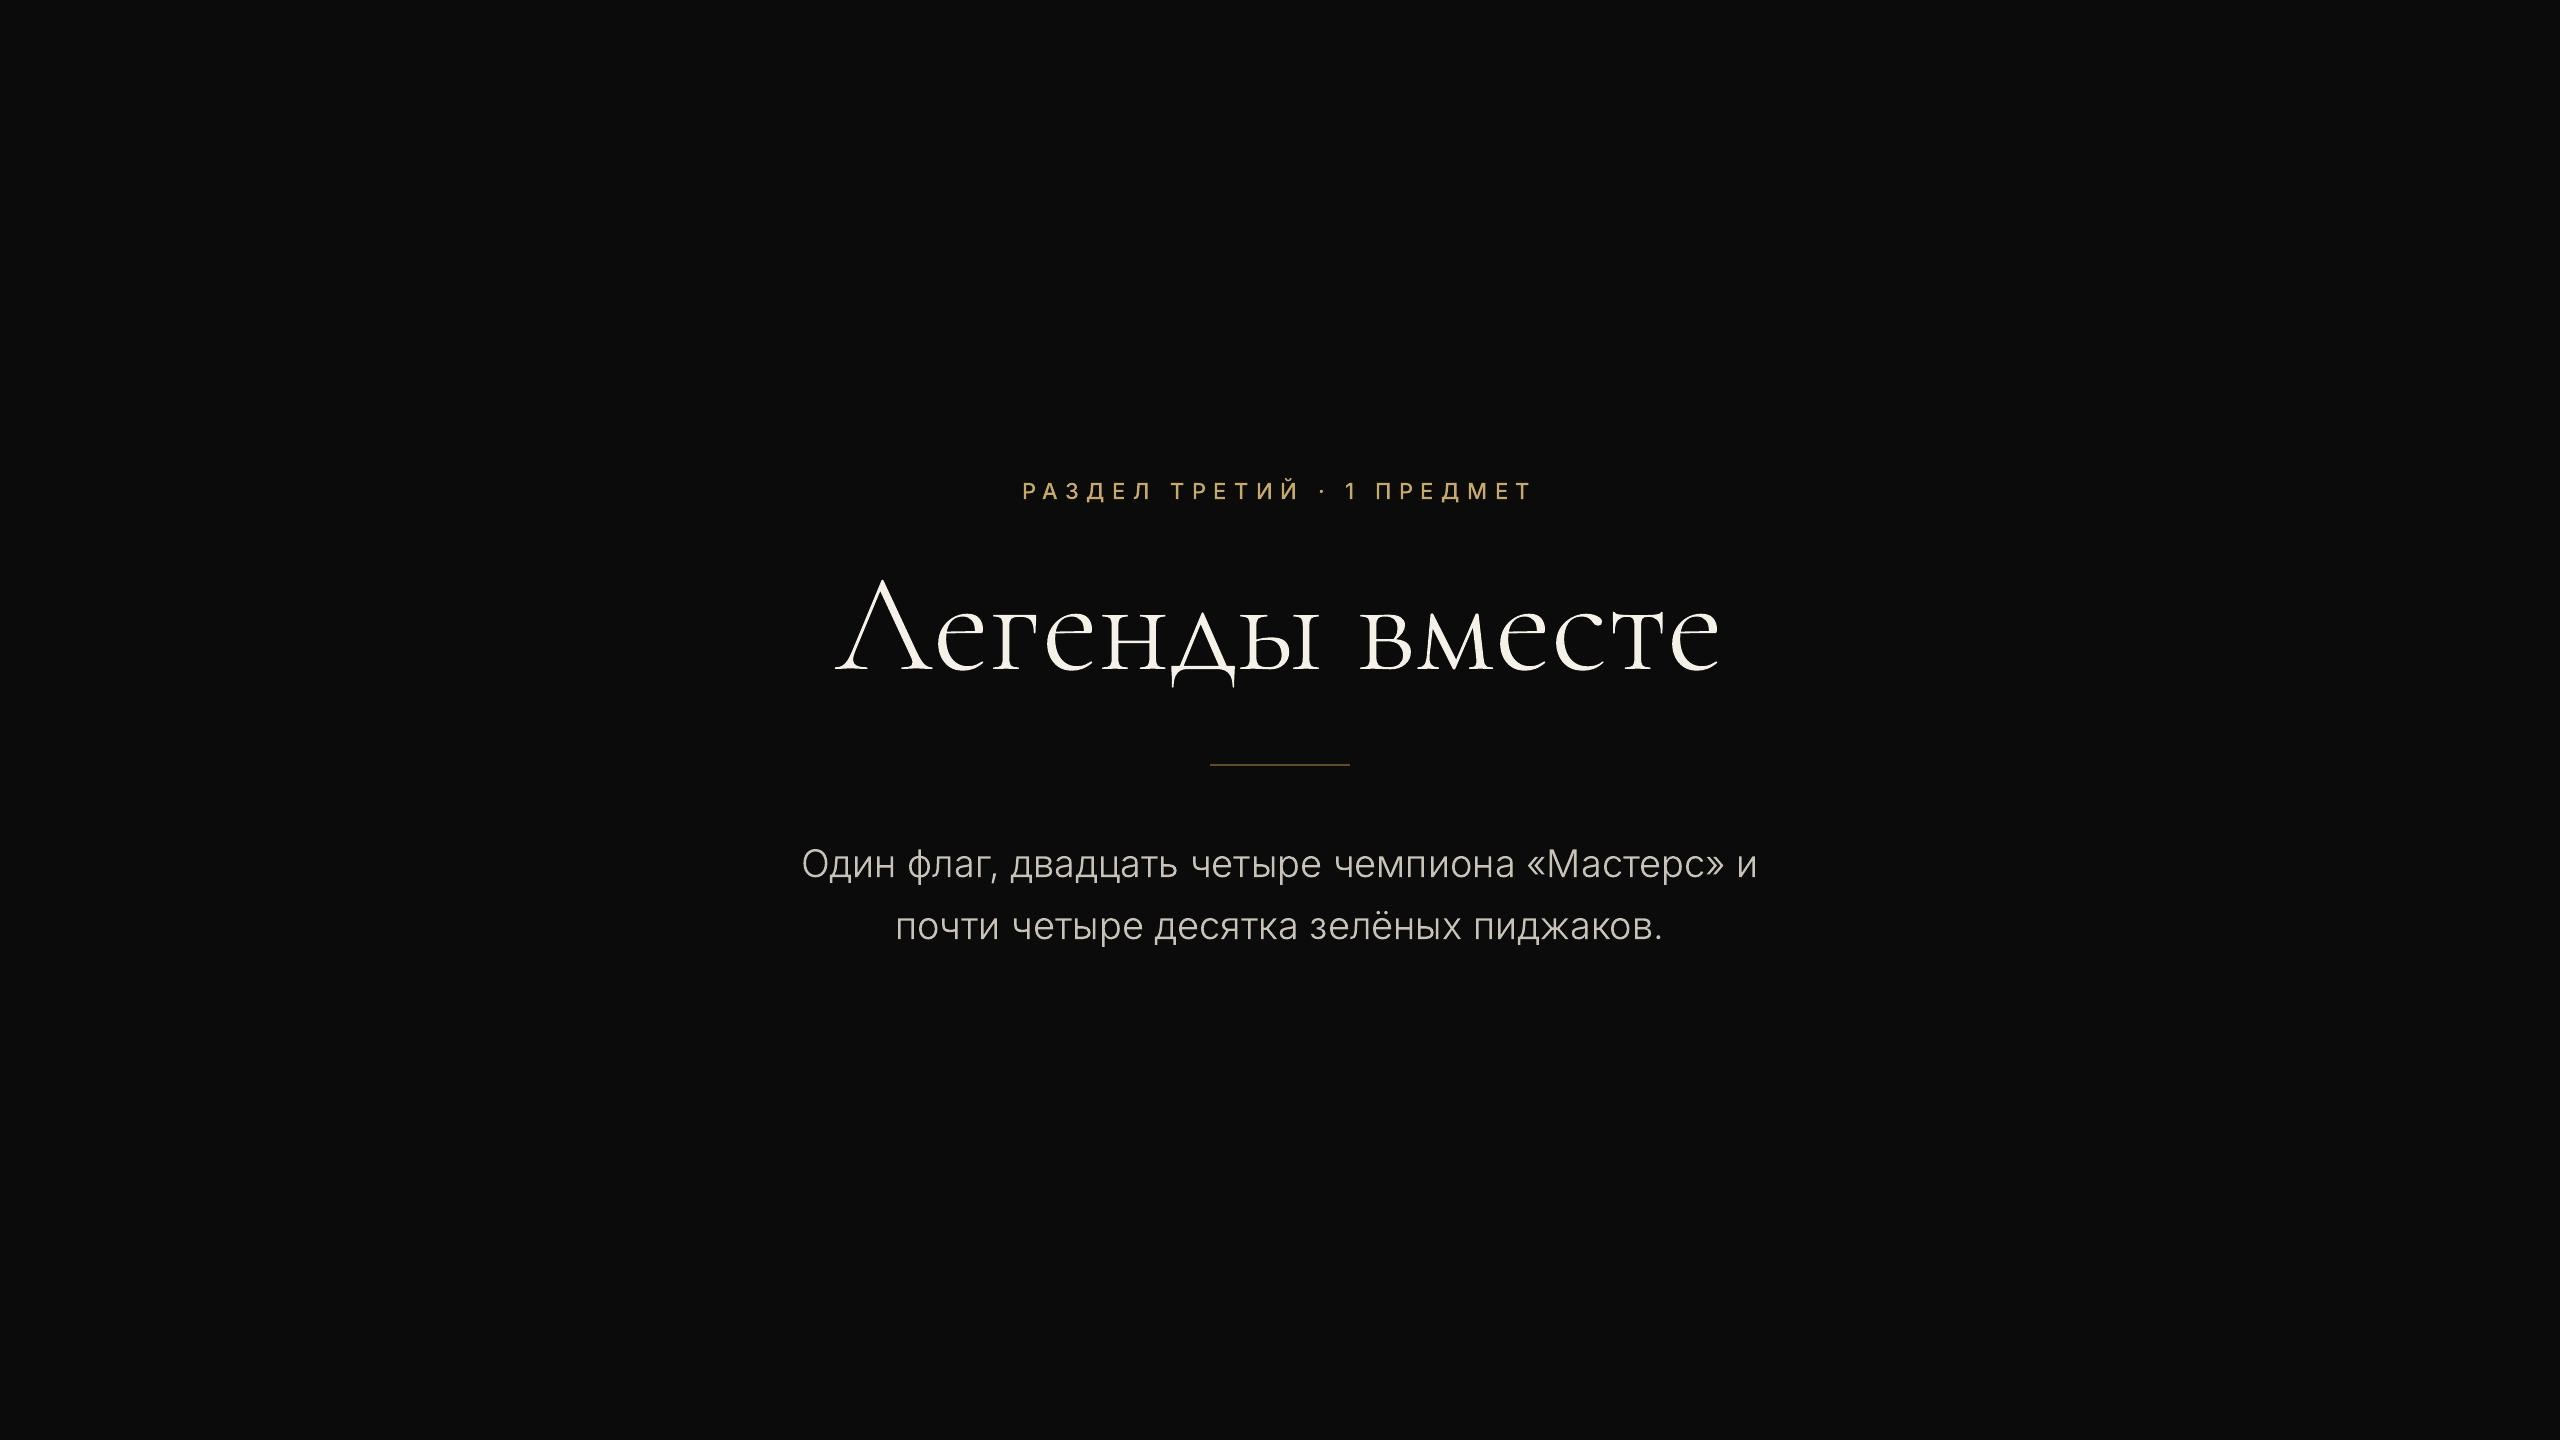 РАЗДЕЛ ТРЕТИЙ · 1 ПРЕДМЕТ
Легенды вместе
Один флаг, двадцать четыре чемпиона «Мастерс» и
почти четыре десятка зелёных пиджаков.